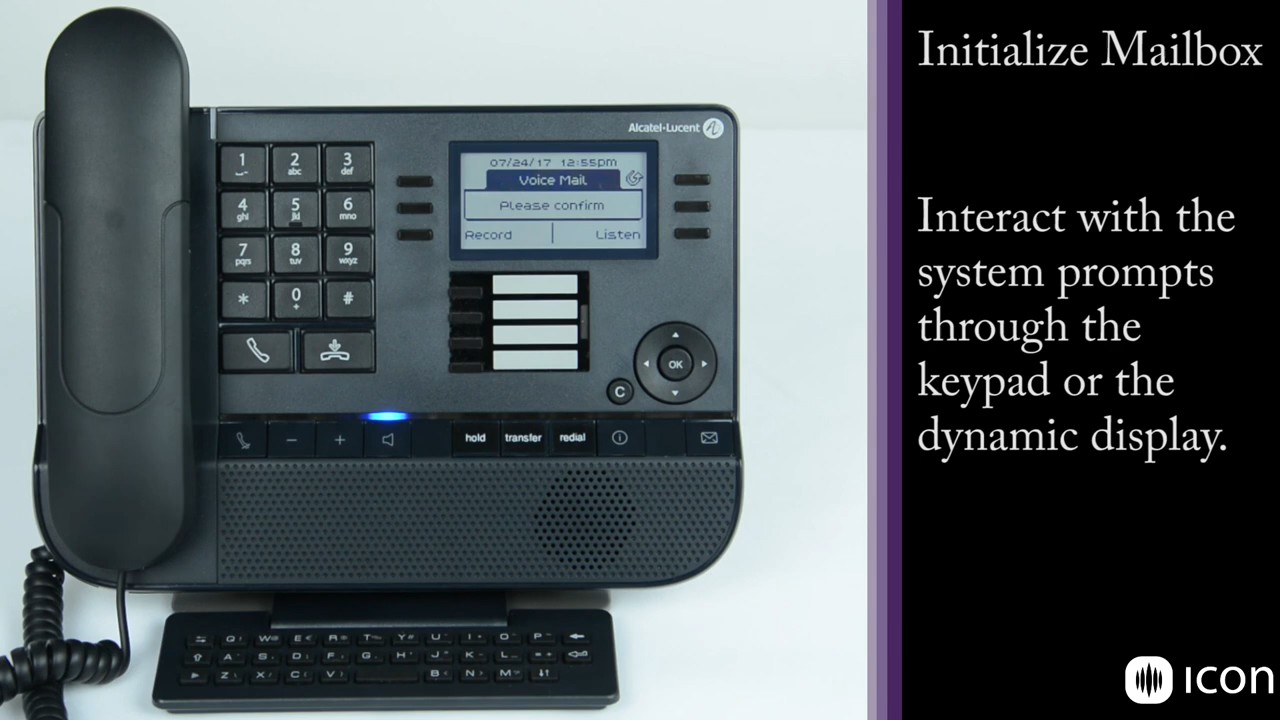 Initialize Mailbox
Interact with the
system prompts
through the
keypad or the
dynamic display.
icon
Alcatel-Lucent
07/24/17 12:55pm
Voice Mail
Please confirm
Record Listen
1 2 abc 3 def
4 ghi 5 jkl 6 mno
7 pqrs 8 tuv 9 wxyz
* 0 + #
OK
C
− + hold transfer redial i
Q W E R T Y U I O P
A S D F G H J K L
Z X C V B N M